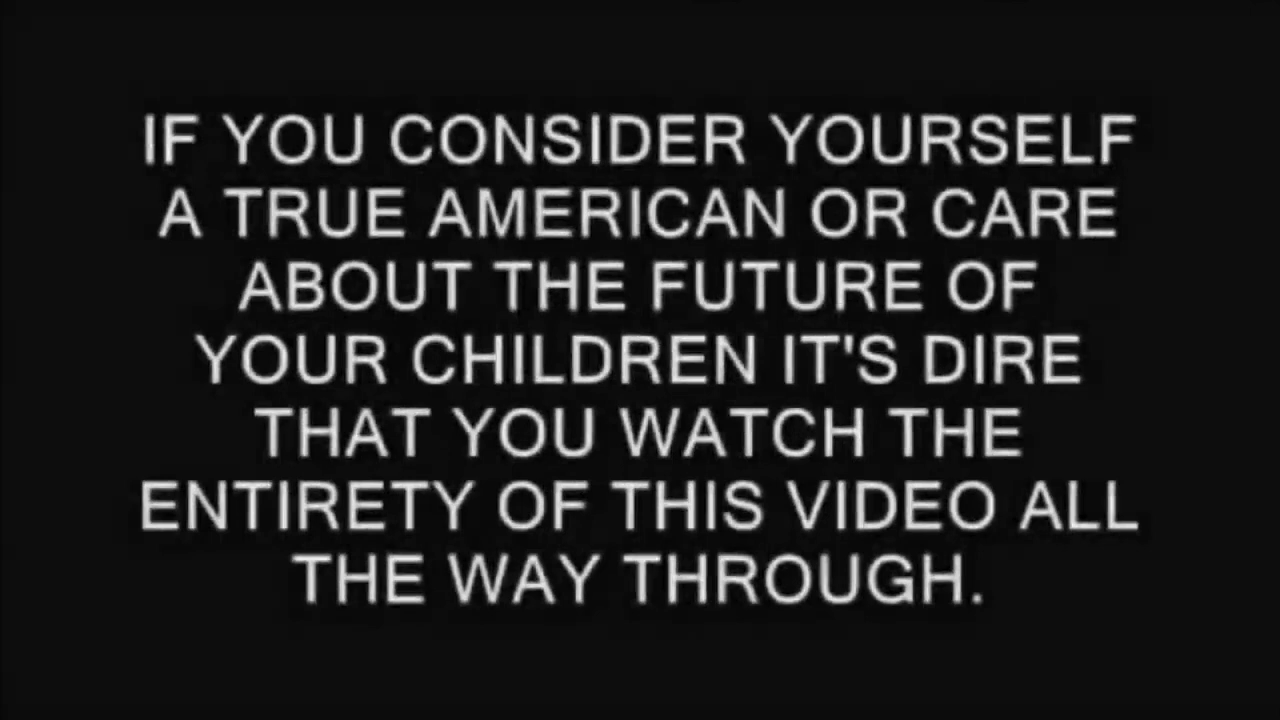 IF YOU CONSIDER YOURSELF
A TRUE AMERICAN OR CARE
ABOUT THE FUTURE OF
YOUR CHILDREN IT'S DIRE
THAT YOU WATCH THE
ENTIRETY OF THIS VIDEO ALL
THE WAY THROUGH.